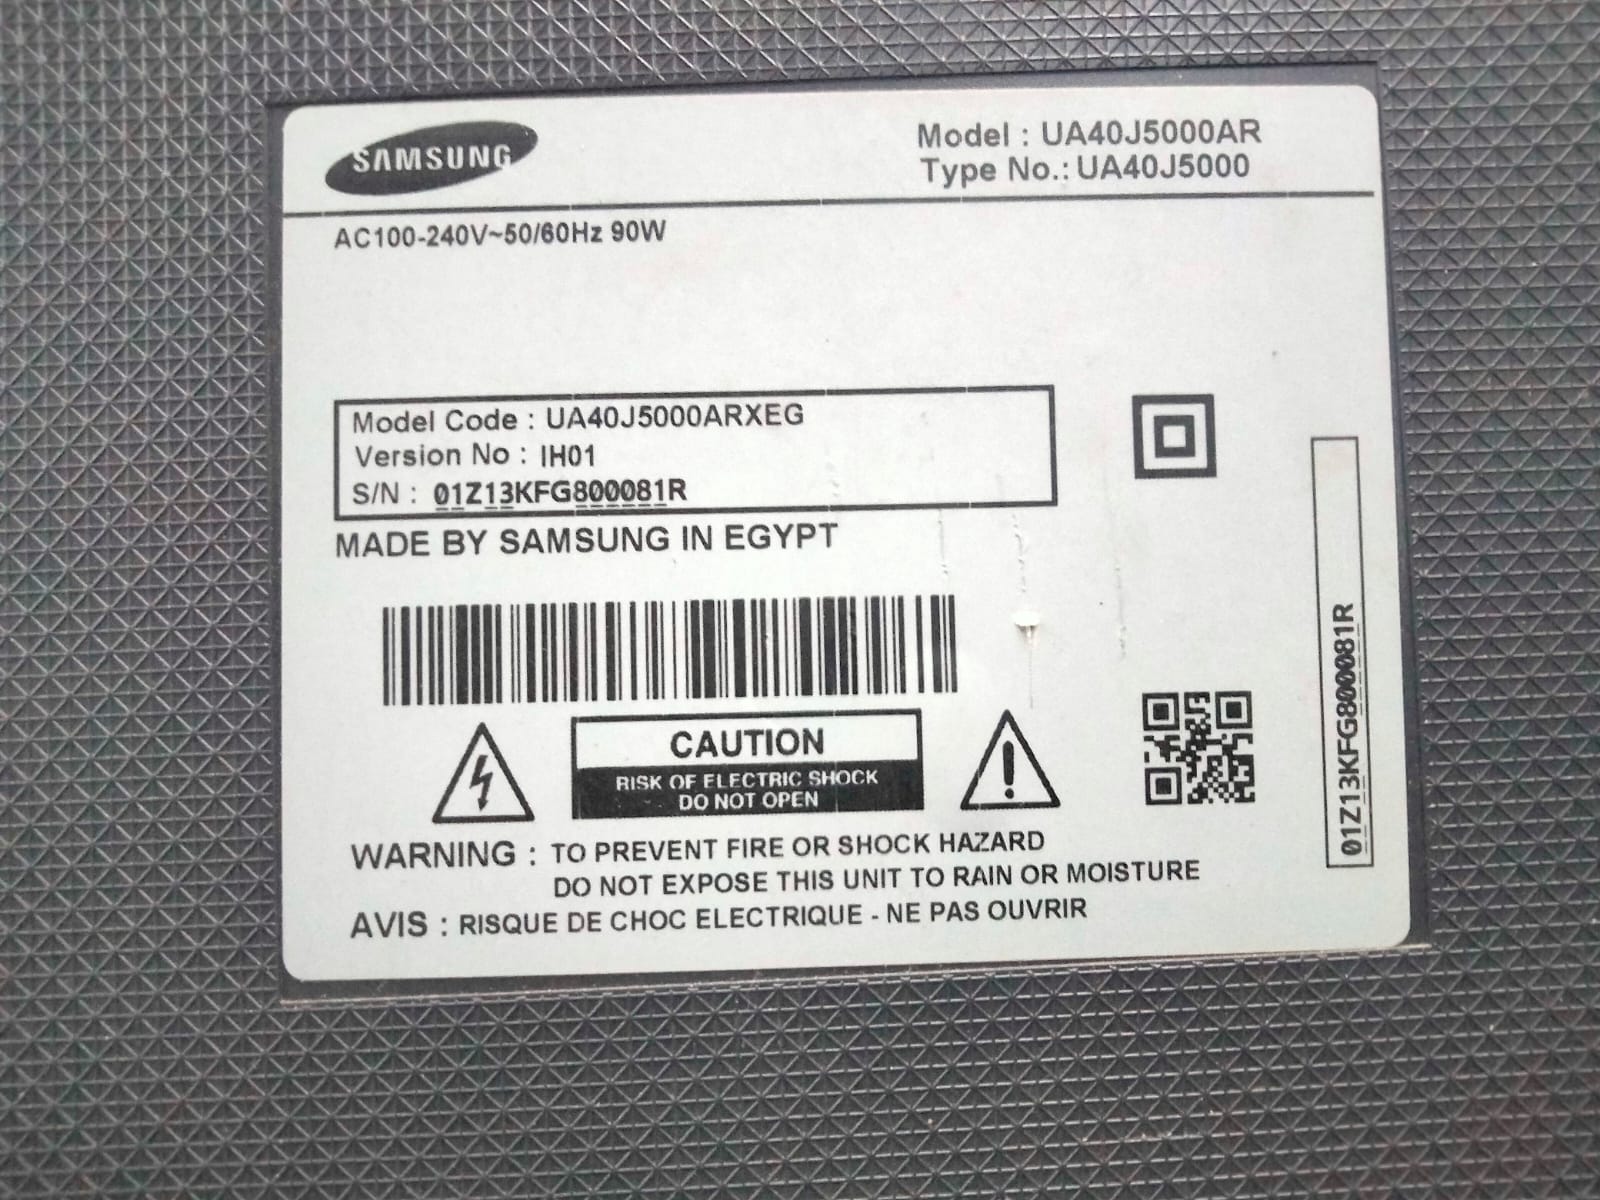 SAMSUNG
Model : UA40J5000AR
Type No.: UA40J5000
AC100-240V~50/60Hz 90W
Model Code : UA40J5000ARXEG
Version No : IH01
S/N : 01Z13KFG800081R
MADE BY SAMSUNG IN EGYPT
CAUTION
RISK OF ELECTRIC SHOCK
DO NOT OPEN
WARNING : TO PREVENT FIRE OR SHOCK HAZARD
DO NOT EXPOSE THIS UNIT TO RAIN OR MOISTURE
AVIS : RISQUE DE CHOC ELECTRIQUE - NE PAS OUVRIR
01Z13KFG800081R